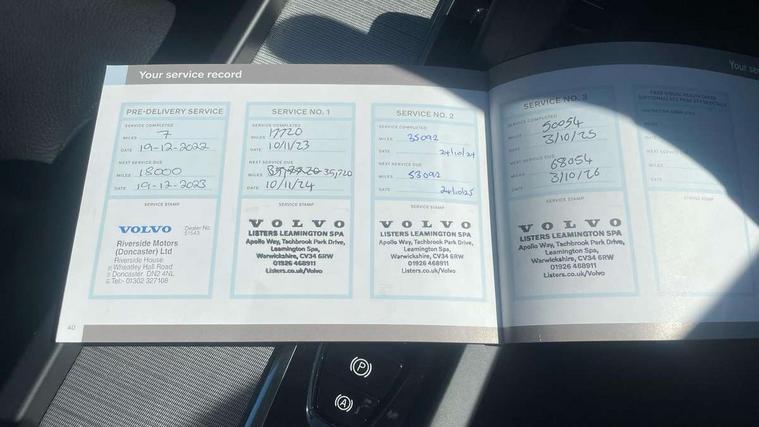 Your service record
PRE-DELIVERY SERVICE
SERVICE COMPLETED
MILES 7
DATE 19-12-2022
NEXT SERVICE DUE
MILES 18000
DATE 19-12-2023
SERVICE STAMP
VOLVO Dealer No.
Riverside Motors
(Doncaster) Ltd
Riverside House
Wheatley Hall Road
Doncaster. DN2 4NL
Tel:- 01302 327108
SERVICE NO. 1
SERVICE COMPLETED
MILES 17720
DATE 10/11/23
NEXT SERVICE DUE
MILES 35,720
DATE 10/11/24
SERVICE STAMP
VOLVO
LISTERS LEAMINGTON SPA
Apollo Way, Tachbrook Park Drive,
Leamington Spa,
Warwickshire, CV34 6RW
01926 468911
Listers.co.uk/Volvo
SERVICE NO. 2
SERVICE COMPLETED
MILES 35092
DATE 24/10/24
NEXT SERVICE DUE
MILES 53092
DATE 24/10/25
SERVICE STAMP
VOLVO
LISTERS LEAMINGTON SPA
Apollo Way, Tachbrook Park Drive,
Leamington Spa,
Warwickshire, CV34 6RW
01926 468911
Listers.co.uk/Volvo
40
Your se
SERVICE NO. 3
SERVICE COMPLETED
MILES 50054
DATE 3/10/25
NEXT SERVICE DUE
MILES 68054
DATE 3/10/26
SERVICE STAMP
VOLVO
LISTERS LEAMINGTON SPA
Apollo Way, Tachbrook Park Drive,
Leamington Spa,
Warwickshire, CV34 6RW
01926 468911
Listers.co.uk/Volvo
SERVICE STAMP
P
A